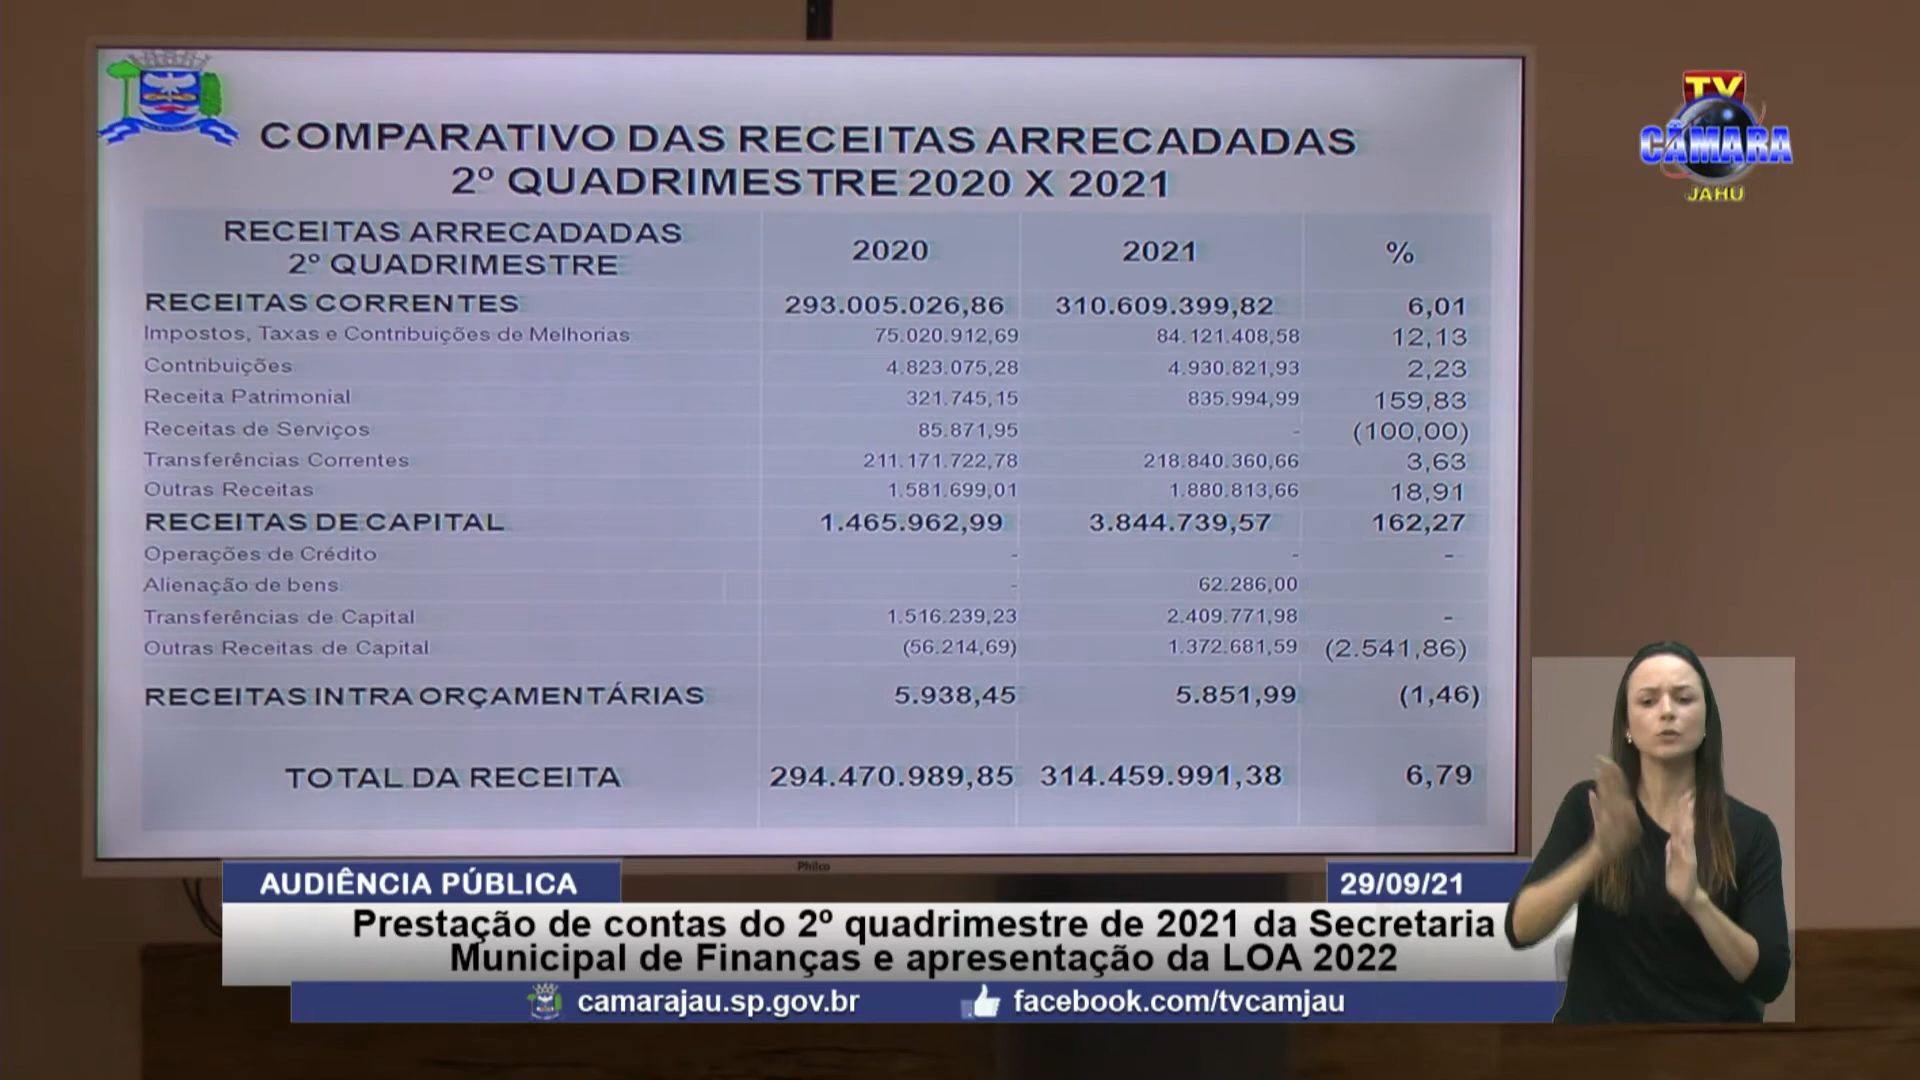 COMPARATIVO DAS RECEITAS ARRECADADAS
2º QUADRIMESTRE 2020 X 2021
RECEITAS ARRECADADAS 2º QUADRIMESTRE 2020 2021 %
RECEITAS CORRENTES 293.005.026,86 310.609.399,82 6,01
Impostos, Taxas e Contribuições de Melhorias 75.020.912,69 84.121.408,58 12,13
Contribuições 4.823.075,28 4.930.821,93 2,23
Receita Patrimonial 321.745,15 835.994,99 159,83
Receitas de Serviços 85.871,95 - (100,00)
Transferências Correntes 211.171.722,78 218.840.360,66 3,63
Outras Receitas 1.581.699,01 1.880.813,66 18,91
RECEITAS DE CAPITAL 1.465.962,99 3.844.739,57 162,27
Operações de Crédito - - -
Alienação de bens - 62.286,00
Transferências de Capital 1.516.239,23 2.409.771,98 -
Outras Receitas de Capital (56.214,69) 1.372.681,59 (2.541,86)
RECEITAS INTRA ORÇAMENTÁRIAS 5.938,45 5.851,99 (1,46)
TOTAL DA RECEITA 294.470.989,85 314.459.991,38 6,79
TV
CÂMARA
JAHU
Philco
AUDIÊNCIA PÚBLICA 29/09/21
Prestação de contas do 2º quadrimestre de 2021 da Secretaria
Municipal de Finanças e apresentação da LOA 2022
camarajau.sp.gov.br facebook.com/tvcamjau